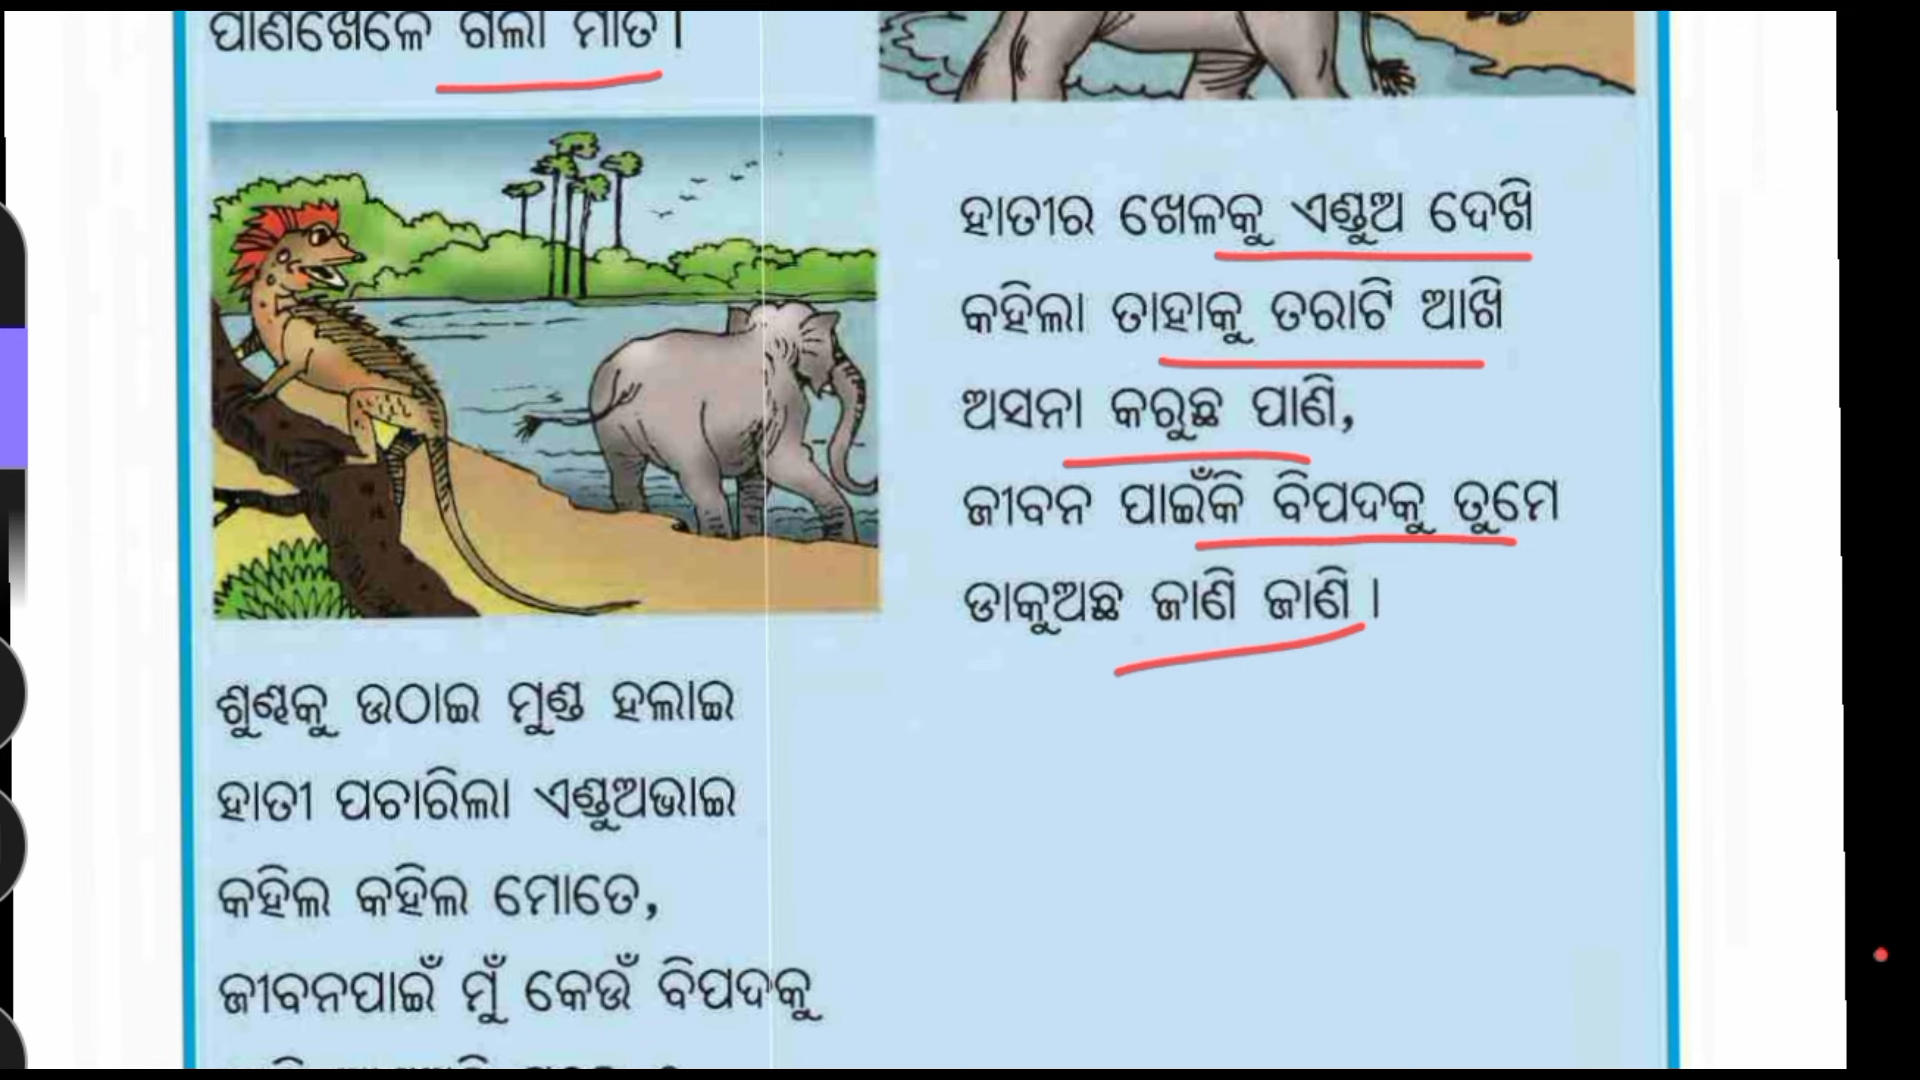 ପାଣିଖେଳେ ଗଲା ମାତି ।
ହାତୀର ଖେଳକୁ ଏଣ୍ଡୁଅ ଦେଖି
କହିଲା ତାହାକୁ ତରାଟି ଆଖି
ଅସନା କରୁଛ ପାଣି,
ଜୀବନ ପାଇଁକି ବିପଦକୁ ତୁମେ
ଡାକୁଅଛ ଜାଣି ଜାଣି ।
ଶୁଣ୍ଢକୁ ଉଠାଇ ମୁଣ୍ଡ ହଲାଇ
ହାତୀ ପଚାରିଲା ଏଣ୍ଡୁଅଭାଇ
କହିଲ କହିଲ ମୋତେ,
ଜୀବନପାଇଁ ମୁଁ କେଉଁ ବିପଦକୁ